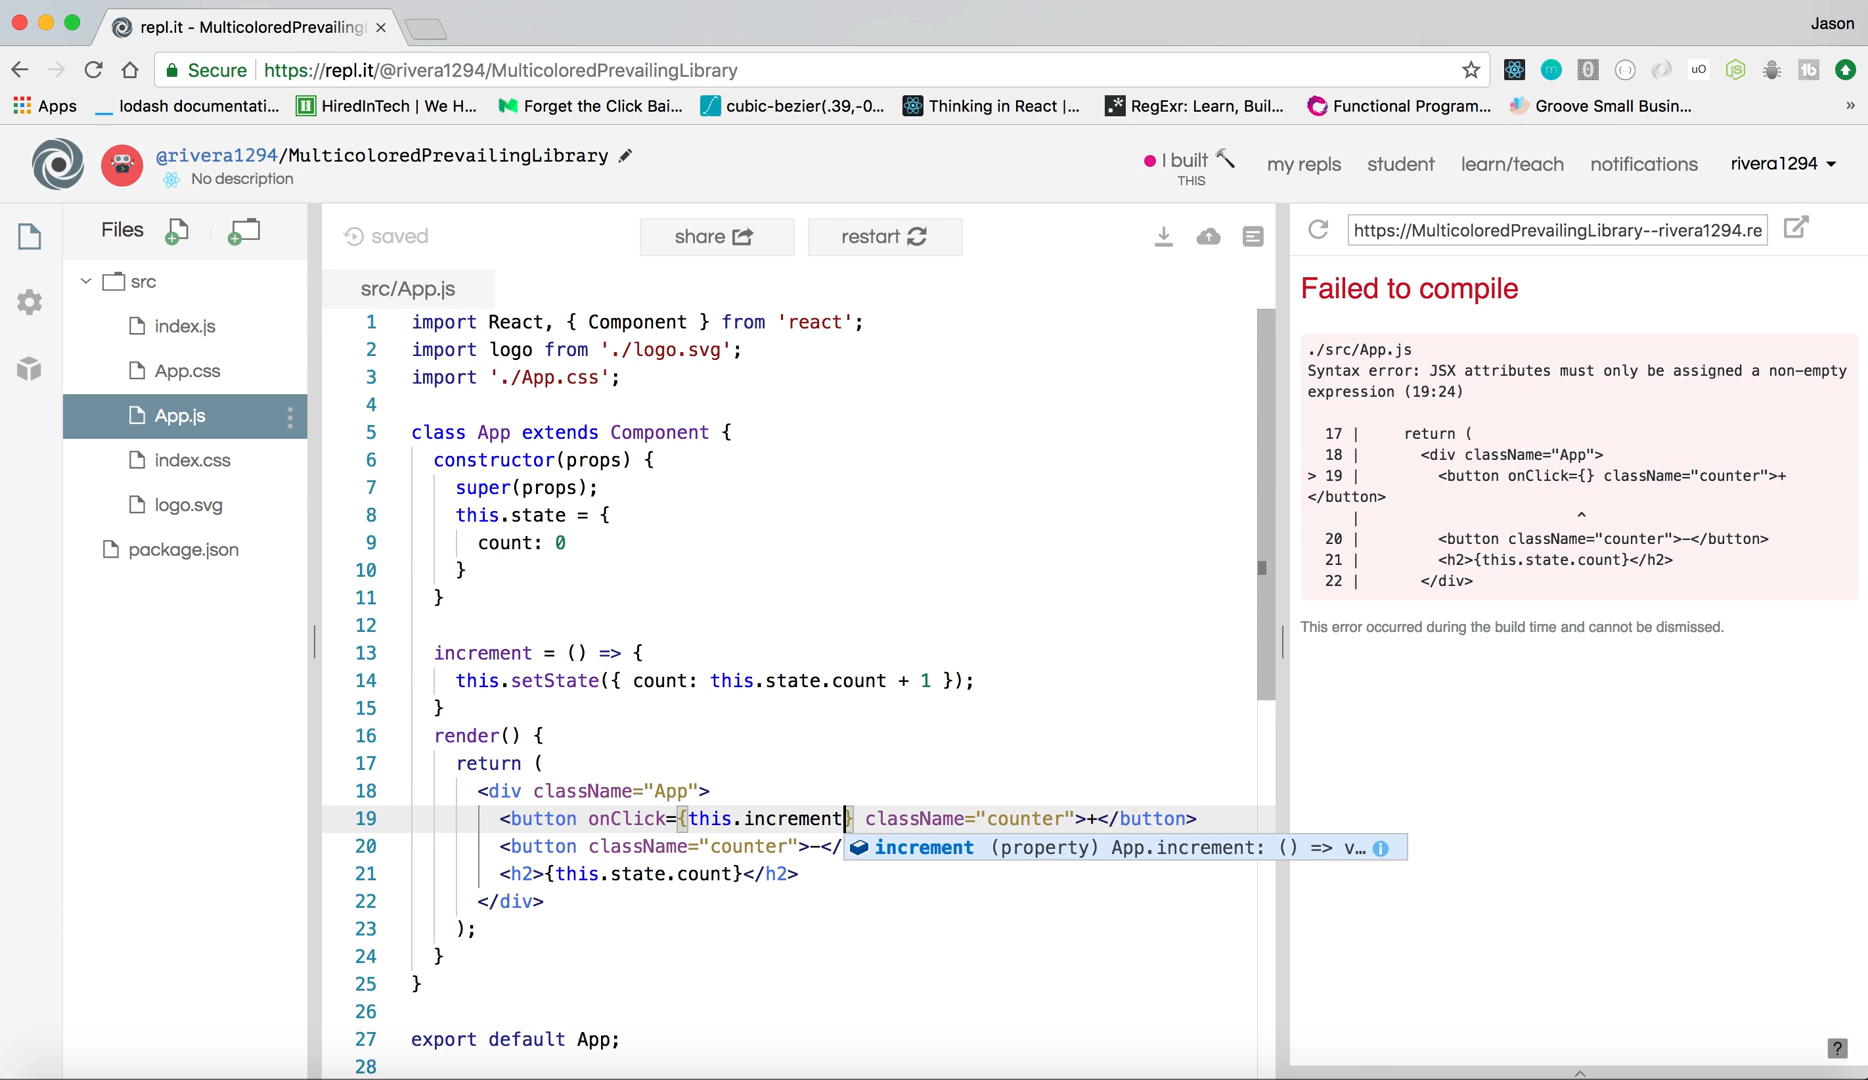 repl.it - MulticoloredPrevailing
Jason
Secure
https://repl.it/@rivera1294/MulticoloredPrevailingLibrary
Apps
lodash documentati...
HiredInTech | We H...
Forget the Click Bai...
cubic-bezier(.39,-0...
Thinking in React |...
RegExr: Learn, Buil...
Functional Program...
Groove Small Busin...
»
@rivera1294/MulticoloredPrevailingLibrary
No description
I built
THIS
my repls
student
learn/teach
notifications
rivera1294
Files
src
index.js
App.css
App.js
index.css
logo.svg
package.json
saved
share
restart
src/App.js
1 import React, { Component } from 'react';
2 import logo from './logo.svg';
3 import './App.css';
4
5 class App extends Component {
6 constructor(props) {
7 super(props);
8 this.state = {
9 count: 0
10 }
11 }
12
13 increment = () => {
14 this.setState({ count: this.state.count + 1 });
15 }
16 render() {
17 return (
18 <div className="App">
19 <button onClick={this.increment} className="counter">+</button>
20 <button className="counter">-</
increment (property) App.increment: () => v...
21 <h2>{this.state.count}</h2>
22 </div>
23 );
24 }
25 }
26
27 export default App;
28
https://MulticoloredPrevailingLibrary--rivera1294.re
Failed to compile
./src/App.js
Syntax error: JSX attributes must only be assigned a non-empty
expression (19:24)
17 | return (
18 | <div className="App">
> 19 | <button onClick={} className="counter">+
</button>
| ^
20 | <button className="counter">-</button>
21 | <h2>{this.state.count}</h2>
22 | </div>
This error occurred during the build time and cannot be dismissed.
?